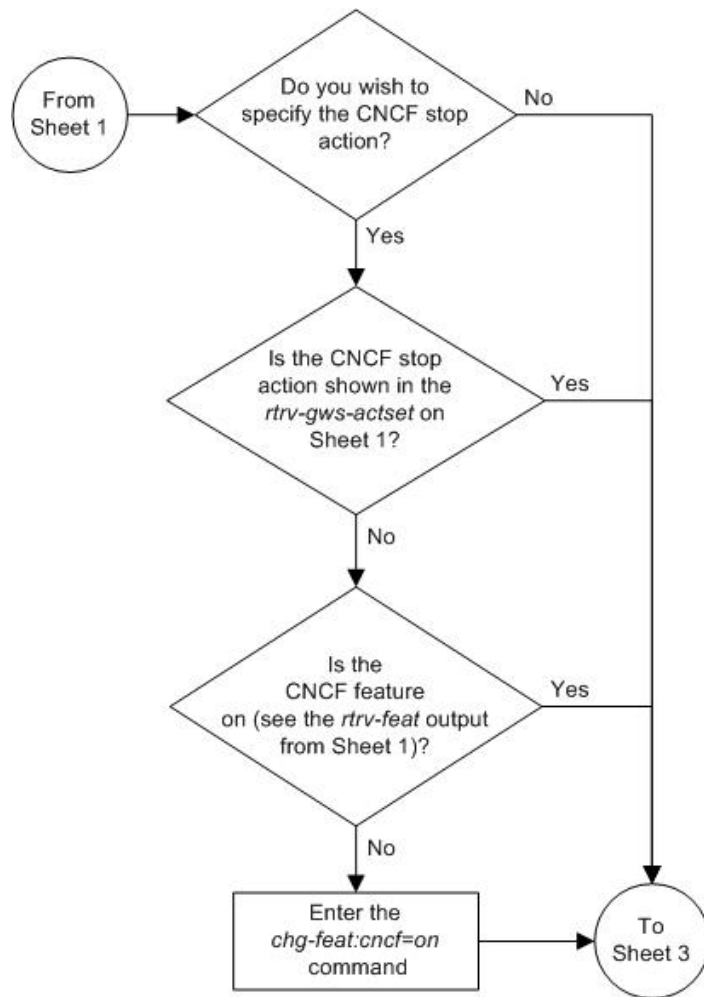 From
Sheet 1
Do you wish to
specify the CNCF stop
action?
No
Yes
Is the CNCF stop
action shown in the
rtrv-gws-actset on
Sheet 1?
Yes
No
Is the
CNCF feature
on (see the rtrv-feat output
from Sheet 1)?
Yes
No
Enter the
chg-feat:cncf=on
command
To
Sheet 3